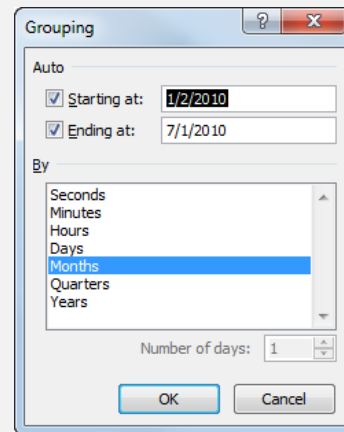 Grouping
Auto
Starting at: 1/2/2010
Ending at: 7/1/2010
By
Seconds
Minutes
Hours
Days
Months
Quarters
Years
Number of days: 1
OK Cancel